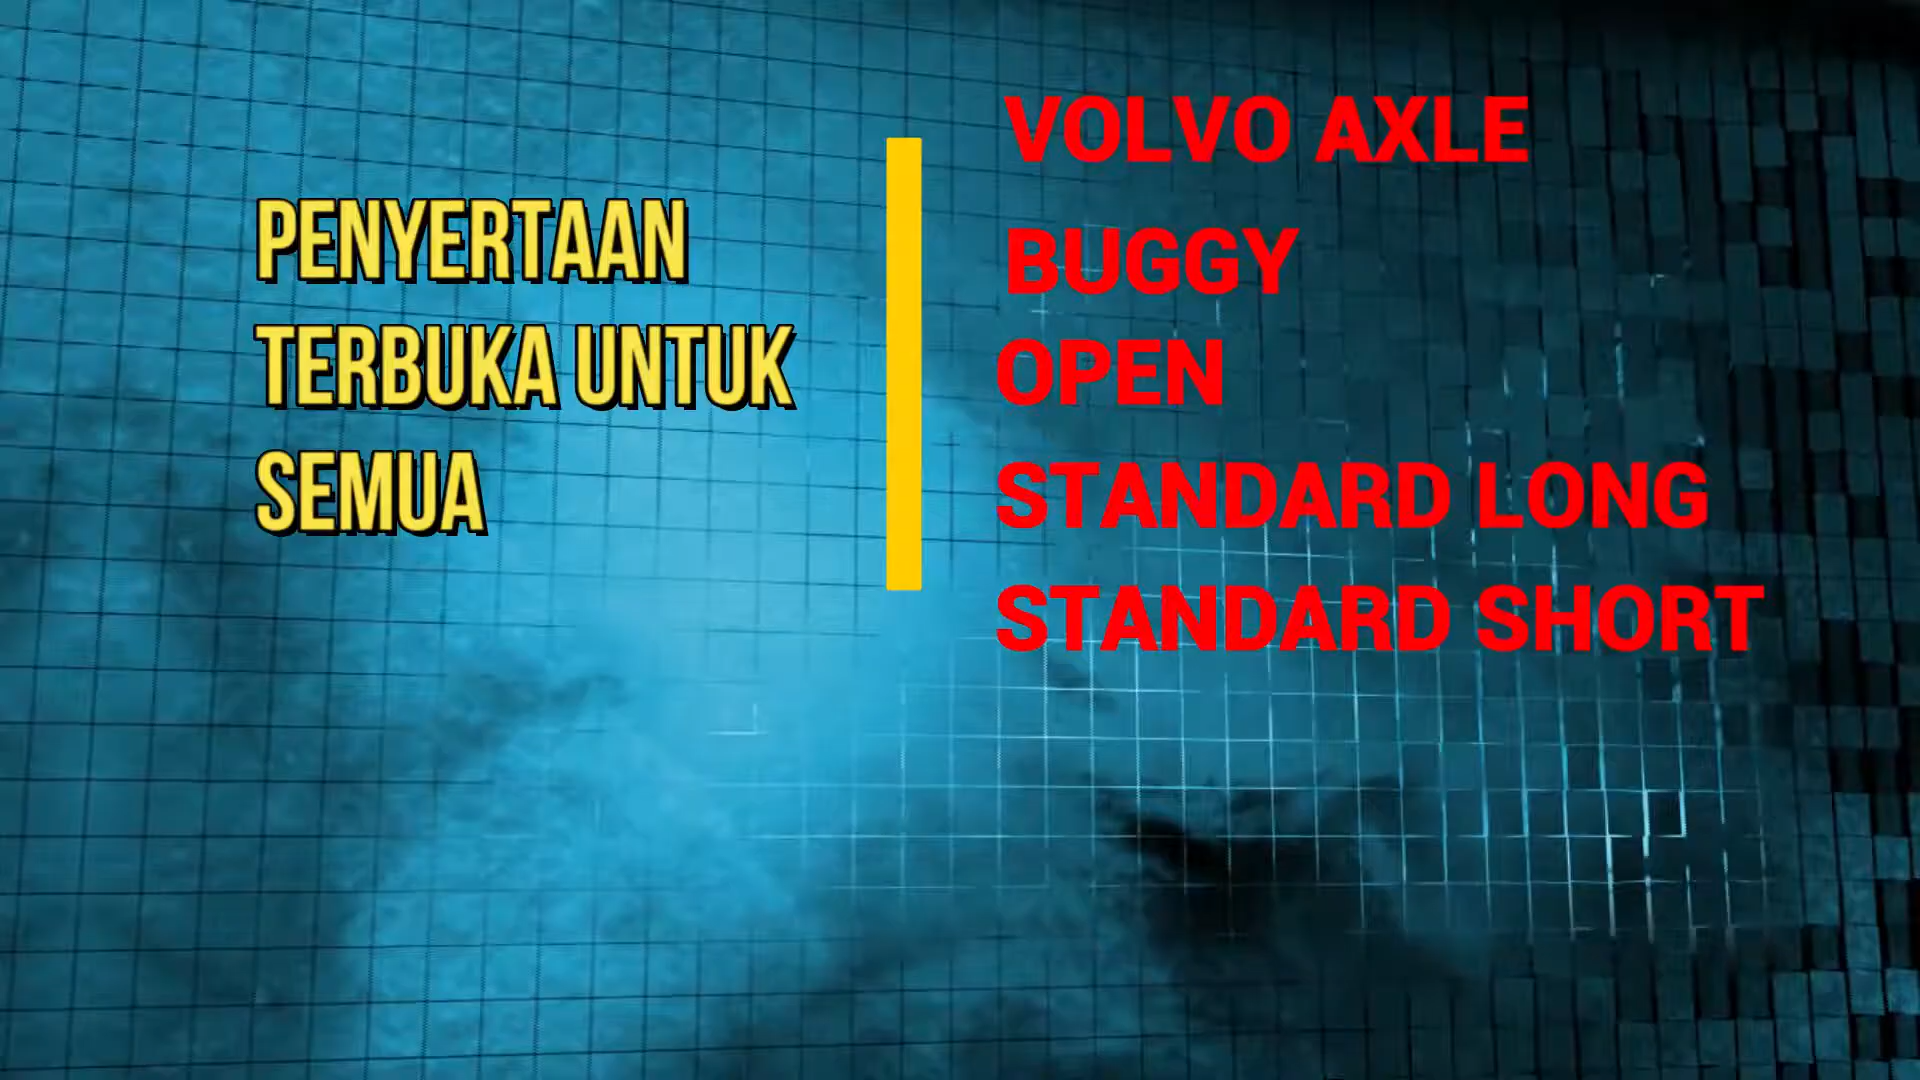 PENYERTAAN
TERBUKA UNTUK
SEMUA
VOLVO AXLE
BUGGY
OPEN
STANDARD LONG
STANDARD SHORT